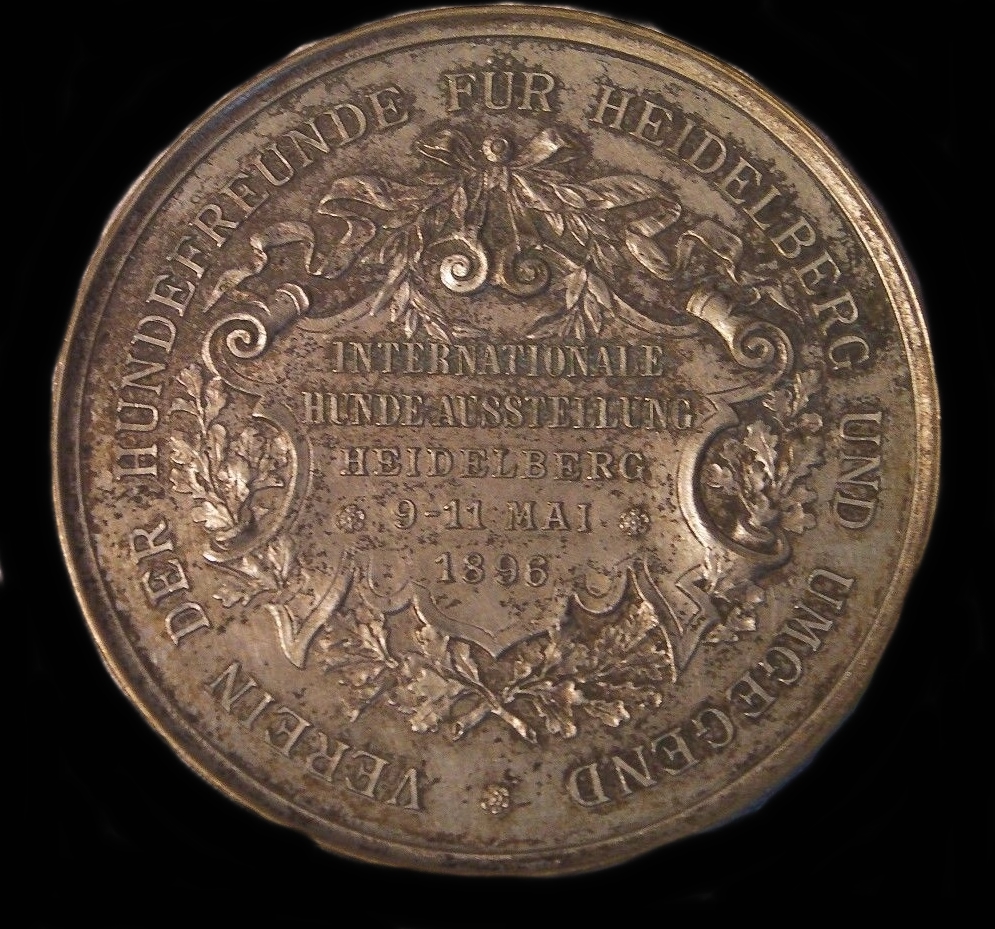 VEREIN DER HUNDEFREUNDE FÜR HEIDELBERG UND UMGEGEND
INTERNATIONALE
HUNDE-AUSSTELLUNG
HEIDELBERG
9-11 MAI
1896